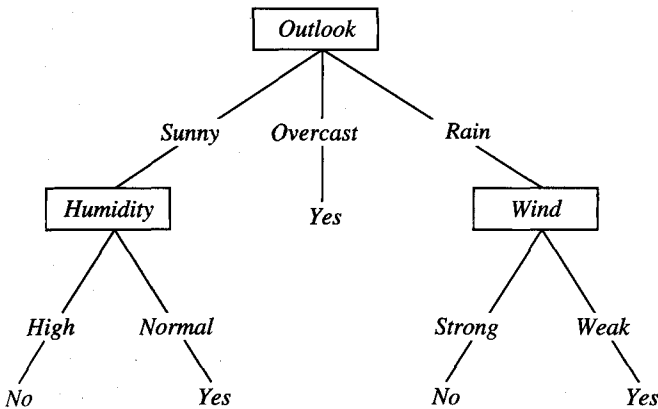 Outlook
Sunny Overcast Rain
Humidity Yes Wind
High Normal Strong Weak
No Yes No Yes